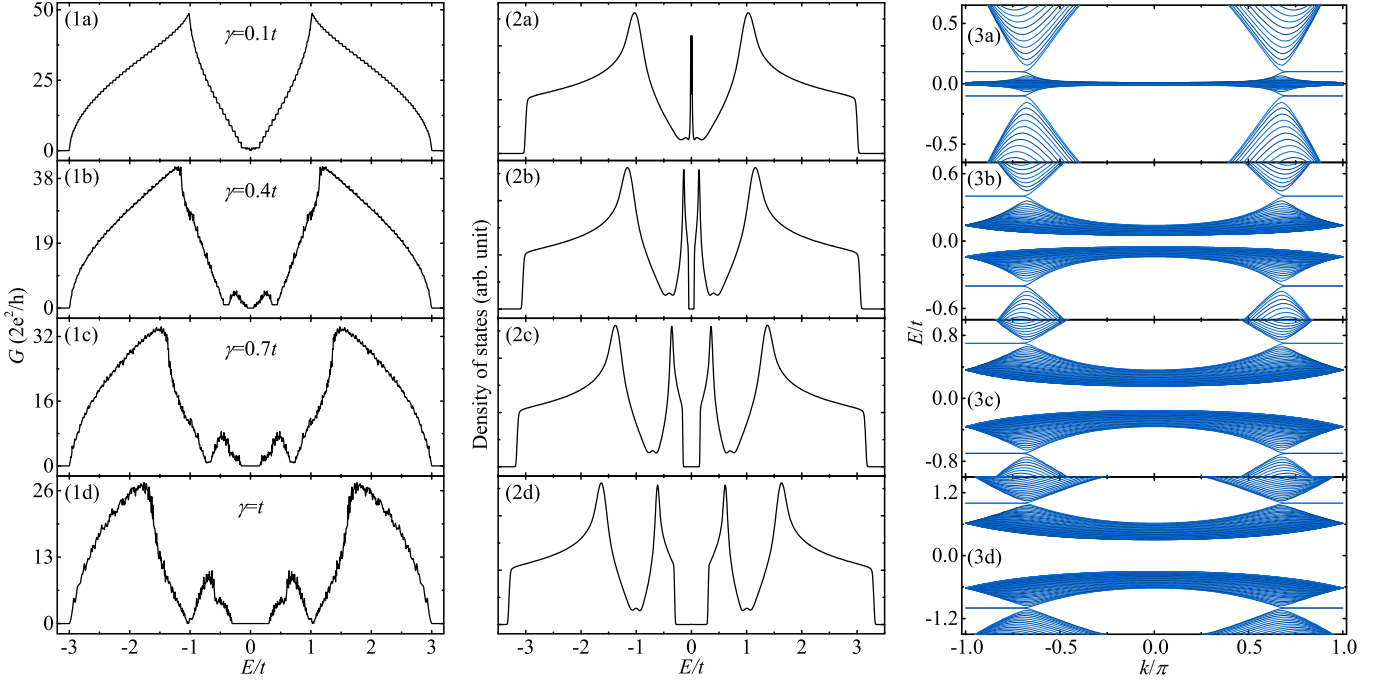 (1a)
γ=0.1t
50
25
0
(1b)
γ=0.4t
38
19
0
(1c)
γ=0.7t
32
16
0
(1d)
γ=t
26
13
0
G (2e²/h)
-3 -2 -1 0 1 2 3
E/t
(2a)
(2b)
(2c)
(2d)
Density of states (arb. unit)
-3 -2 -1 0 1 2 3
E/t
(3a)
0.5
0.0
-0.5
(3b)
0.6
0.0
-0.6
(3c)
0.8
0.0
-0.8
(3d)
1.2
0.0
-1.2
E/t
-1.0 -0.5 0.0 0.5 1.0
k/π